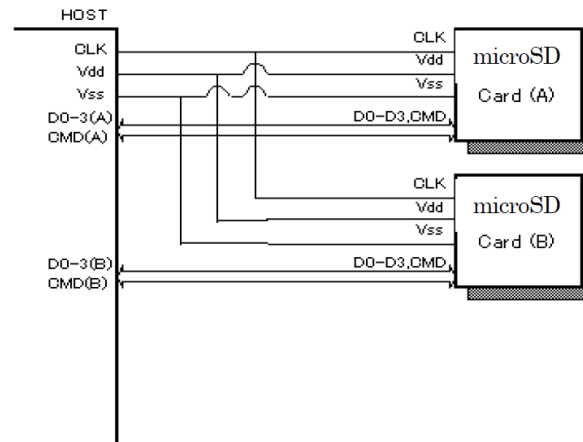 HOST
CLK
Vdd
Vss
D0-3(A)
CMD(A)
CLK
Vdd
Vss
D0-D3,CMD
microSD
Card (A)
CLK
Vdd
Vss
D0-D3,CMD
microSD
Card (B)
D0-3(B)
CMD(B)